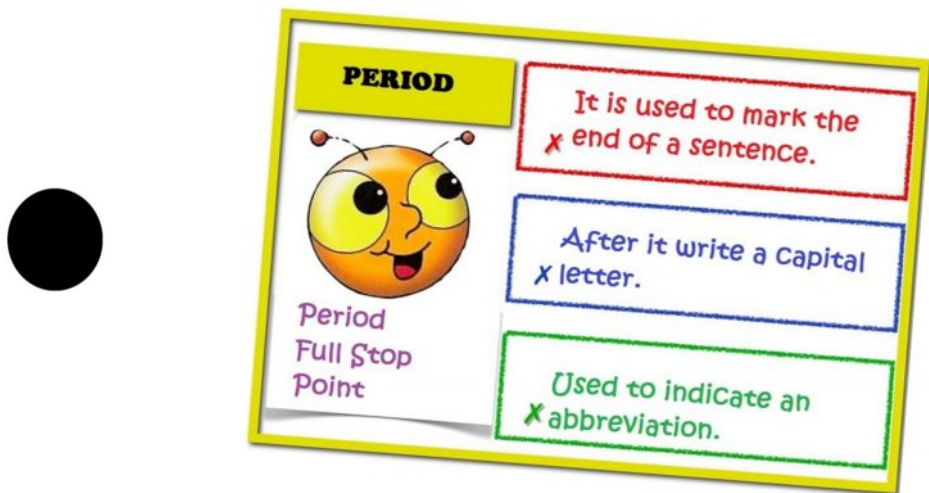 PERIOD
It is used to mark the
✗ end of a sentence.
After it write a capital
✗ letter.
Used to indicate an
✗ abbreviation.
Period
Full Stop
Point